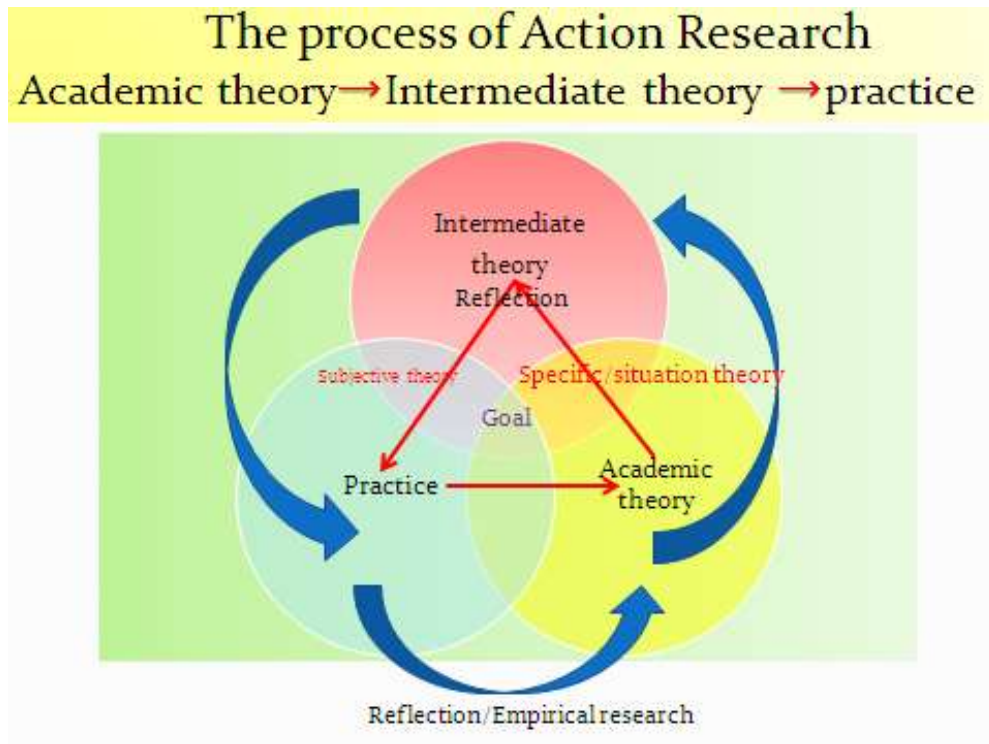 The process of Action Research
Academic theory→Intermediate theory →practice
Intermediate
theory
Reflection
Subjective theory
Specific/situation theory
Goal
Practice
Academic
theory
Reflection/Empirical research